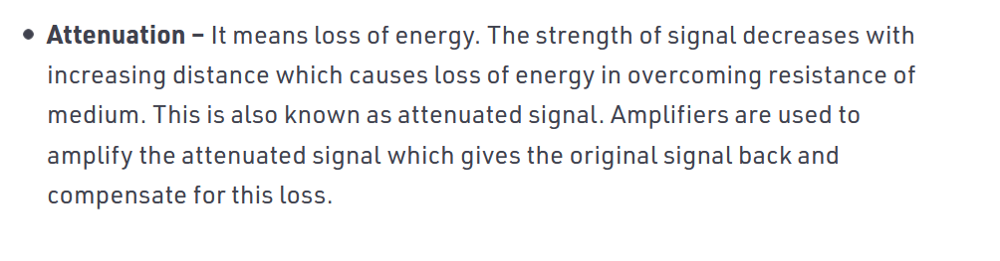 • Attenuation – It means loss of energy. The strength of signal decreases with
increasing distance which causes loss of energy in overcoming resistance of
medium. This is also known as attenuated signal. Amplifiers are used to
amplify the attenuated signal which gives the original signal back and
compensate for this loss.